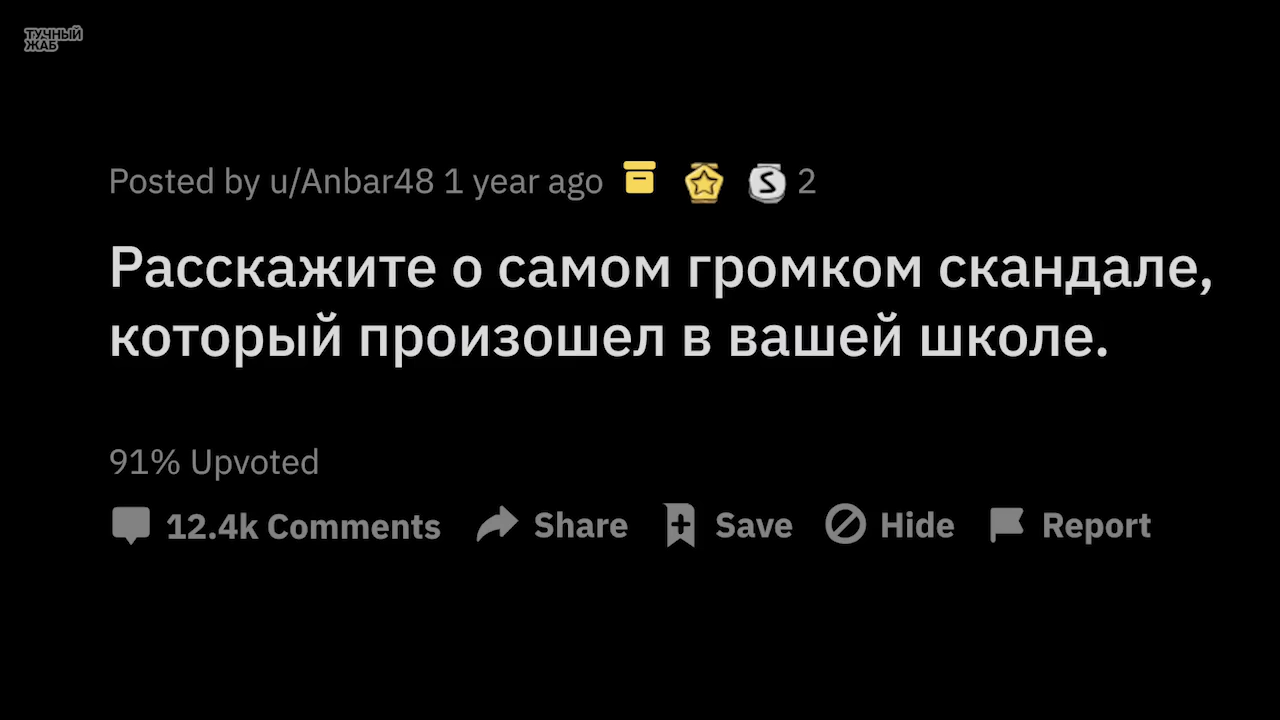 ТУЧНЫЙ
ЖАБ
Posted by u/Anbar48 1 year ago 2
Расскажите о самом громком скандале,
который произошел в вашей школе.
91% Upvoted
12.4k Comments Share Save Hide Report